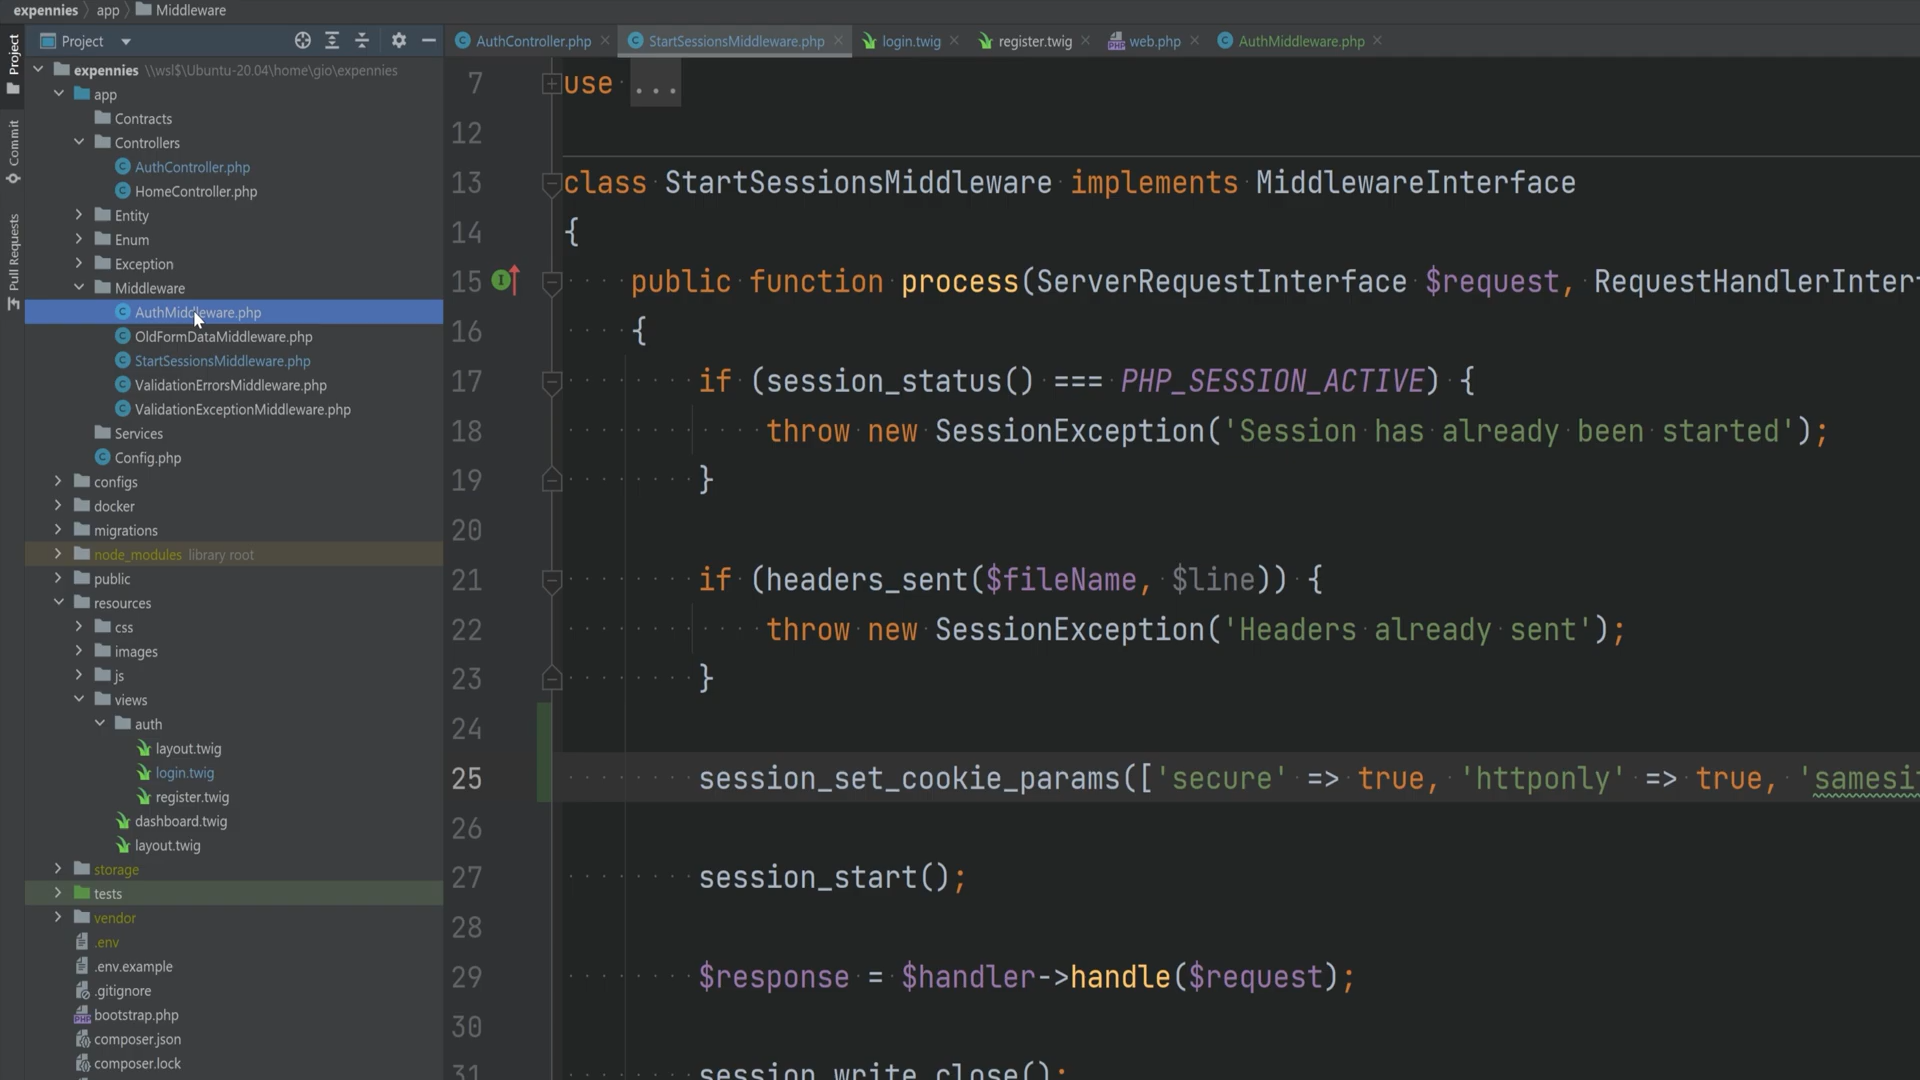 expennies app Middleware
Project
AuthController.php StartSessionsMiddleware.php login.twig register.twig web.php AuthMiddleware.php
Project
Commit
Pull Requests
expennies \\wsl$\Ubuntu-20.04\home\gio\expennies
app
Contracts
Controllers
AuthController.php
HomeController.php
Entity
Enum
Exception
Middleware
AuthMiddleware.php
OldFormDataMiddleware.php
StartSessionsMiddleware.php
ValidationErrorsMiddleware.php
ValidationExceptionMiddleware.php
Services
Config.php
configs
docker
migrations
node_modules library root
public
resources
css
images
js
views
auth
layout.twig
login.twig
register.twig
dashboard.twig
layout.twig
storage
tests
vendor
.env
.env.example
.gitignore
bootstrap.php
composer.json
composer.lock
7 use ...
12
13 class StartSessionsMiddleware implements MiddlewareInterface
14 {
15 public function process(ServerRequestInterface $request, RequestHandlerInter
16 {
17 if (session_status() === PHP_SESSION_ACTIVE) {
18 throw new SessionException('Session has already been started');
19 }
20
21 if (headers_sent($fileName, $line)) {
22 throw new SessionException('Headers already sent');
23 }
24
25 session_set_cookie_params(['secure' => true, 'httponly' => true, 'samesi
26
27 session_start();
28
29 $response = $handler->handle($request);
30
31 session_write_close();